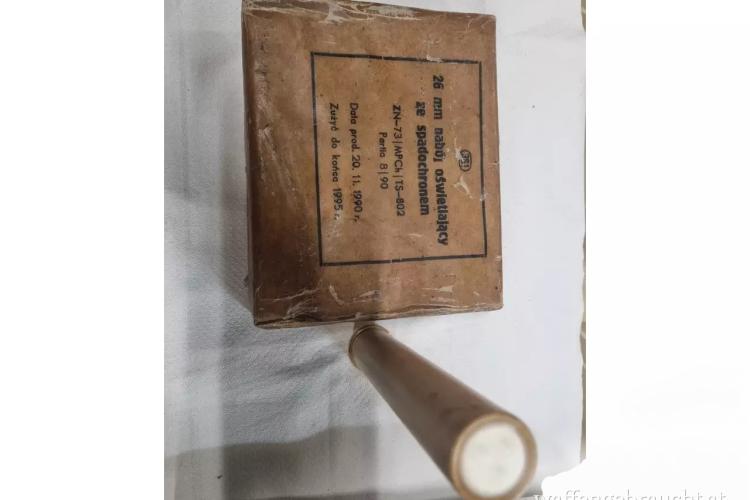 26 mm nabój oświetlający
ze spadochronem
ZN-73|MPCh|TS-802
Partia 8|90
Data prod. 20. 11. 1990 r.
Zużyć do końca 1995 r.